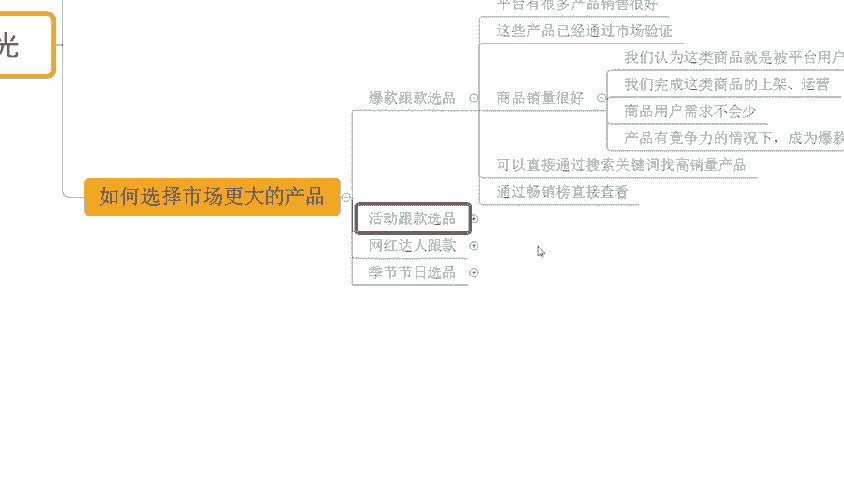 光
如何选择市场更大的产品
爆款跟款选品
平台有很多产品销售很好
这些产品已经通过市场验证
商品销量很好
我们认为这类商品就是被平台用户
我们完成这类商品的上架、运营
商品用户需求不会少
产品有竞争力的情况下，成为爆款
可以直接通过搜索关键词找高销量产品
通过畅销榜直接查看
活动跟款选品
网红达人跟款
季节节日选品